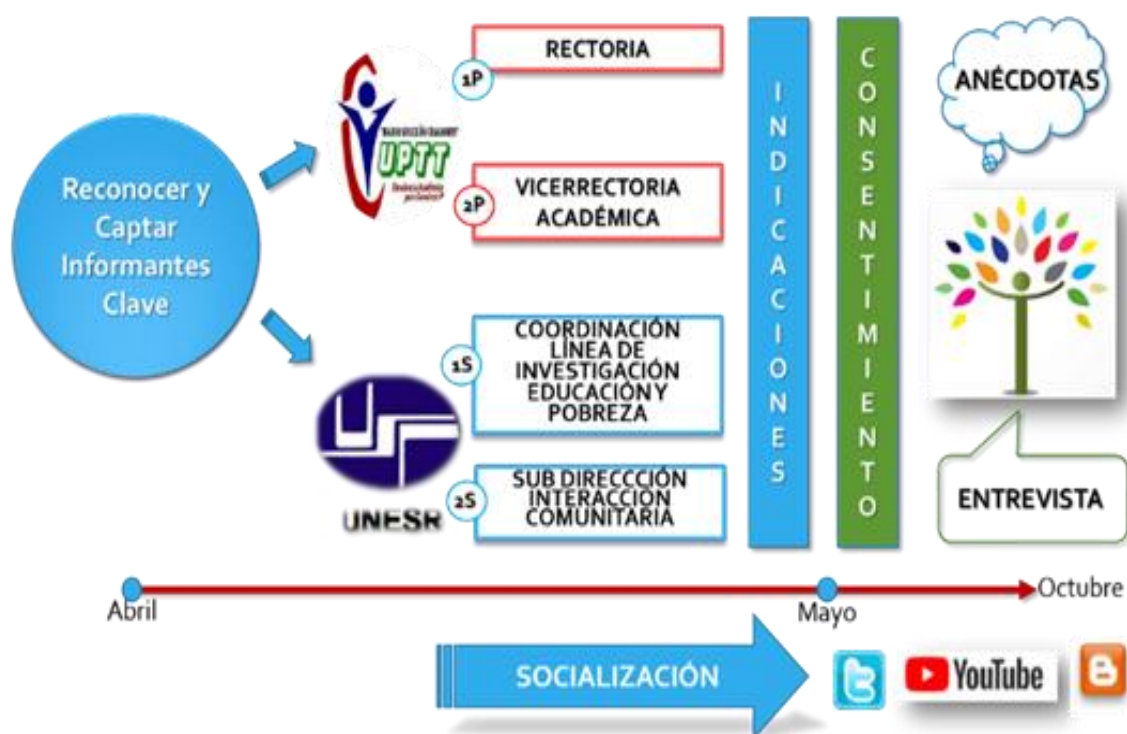 Reconocer y
Captar
Informantes
Clave
UPTT
1P
RECTORIA
2P
VICERRECTORIA
ACADÉMICA
UNESR
1S
COORDINACIÓN
LÍNEA DE
INVESTIGACIÓN
EDUCACIÓN Y
POBREZA
2S
SUB DIRECCCIÓN
INTERACCIÓN
COMUNITARIA
INDICACIONES
CONSENTIMIENTO
ANÉCDOTAS
ENTREVISTA
Abril
Mayo
Octubre
SOCIALIZACIÓN
YouTube